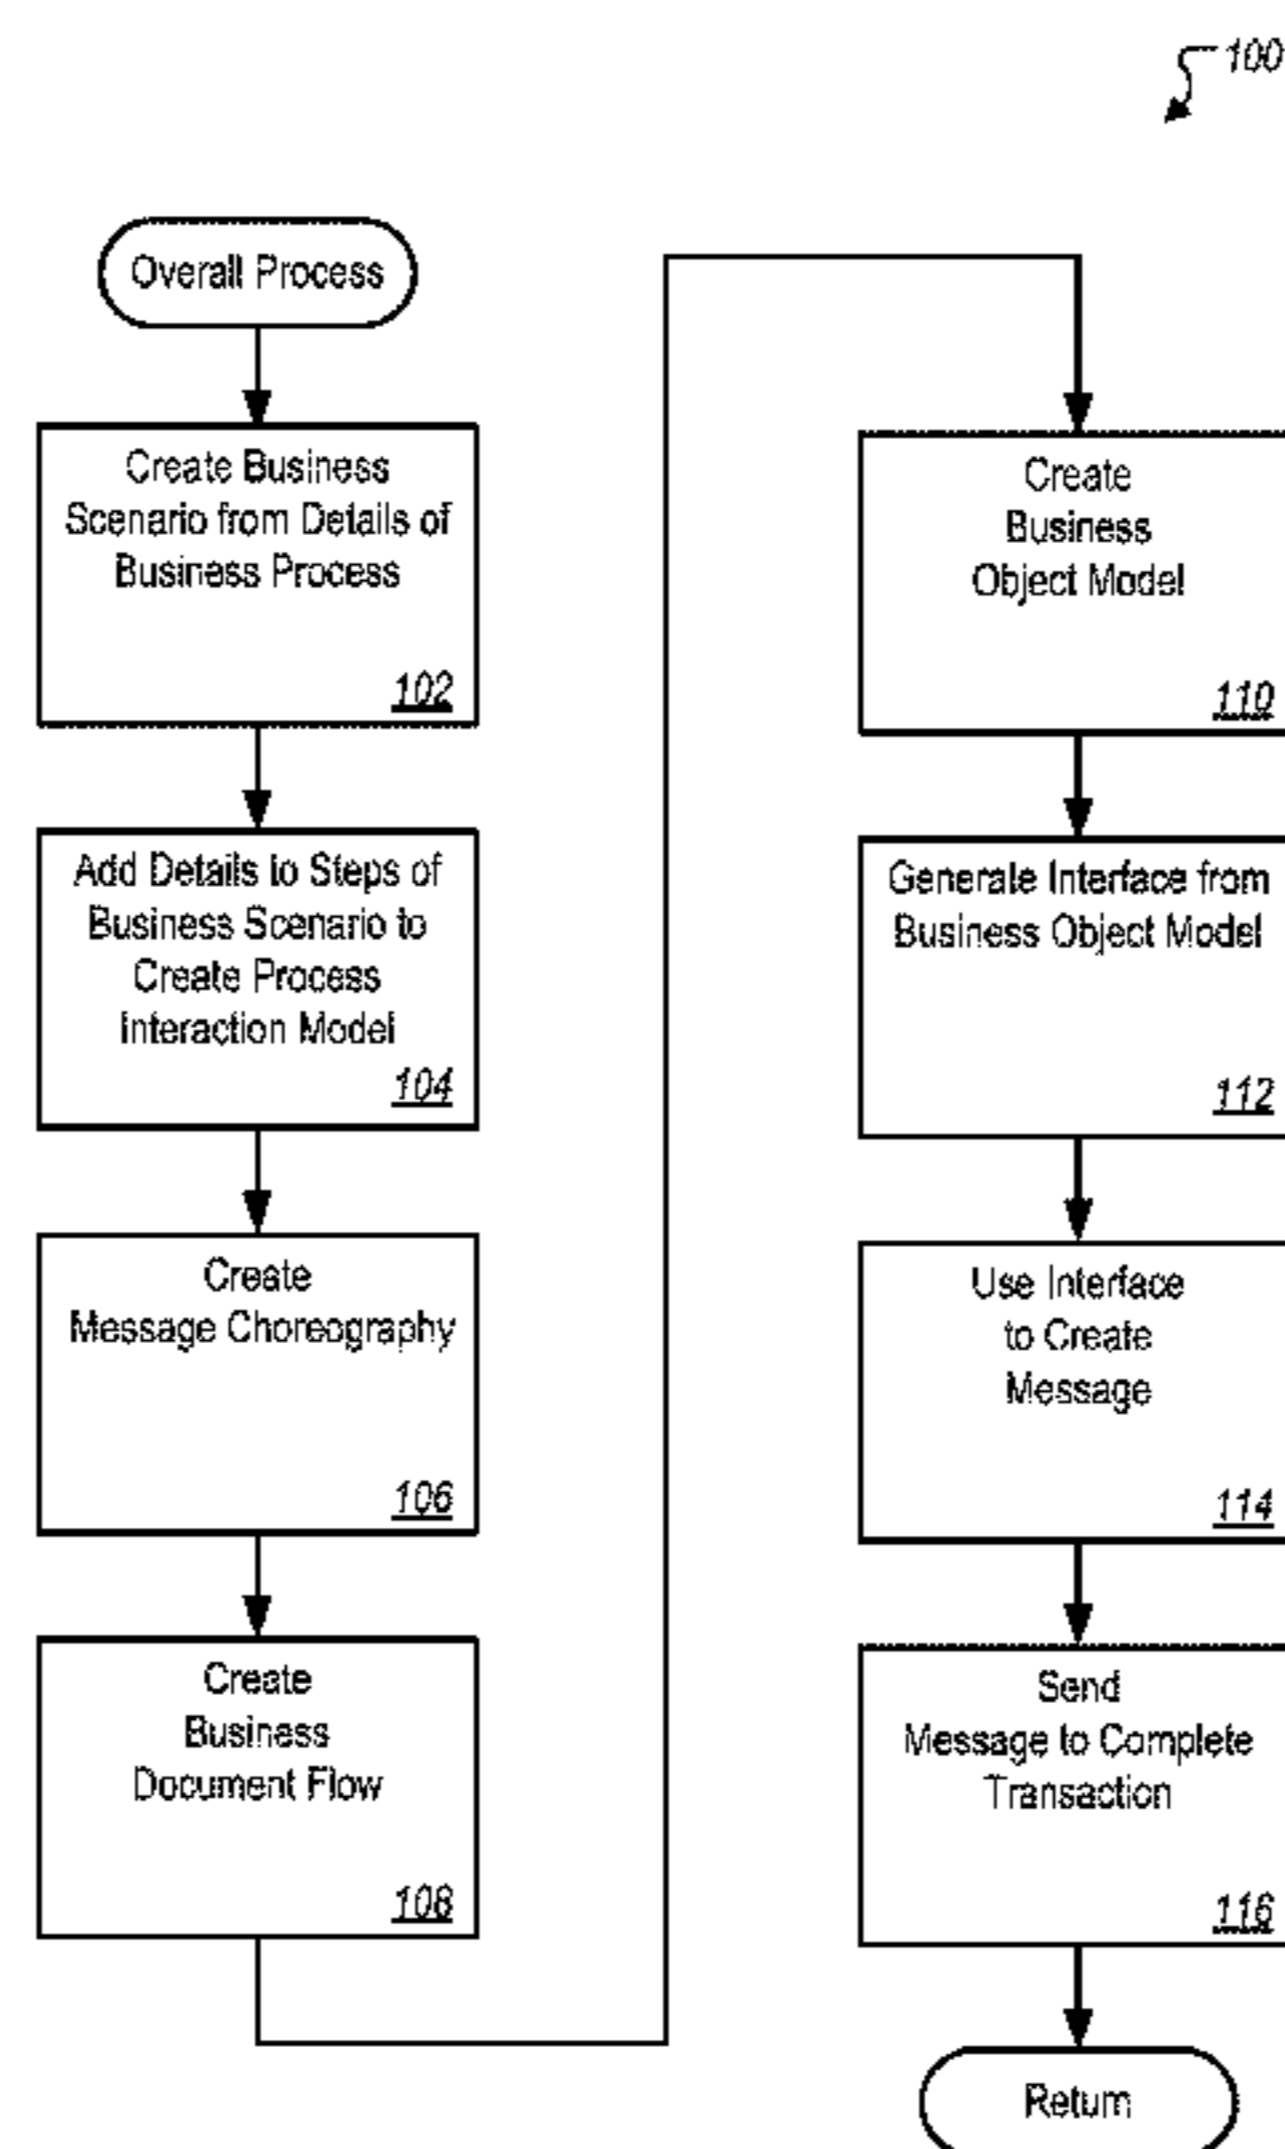 100
Overall Process
Create Business
Scenario from Details of
Business Process
102
Add Details to Steps of
Business Scenario to
Create Process
Interaction Model
104
Create
Message Choreography
106
Create
Business
Document Flow
108
Create
Business
Object Model
110
Generate Interface from
Business Object Model
112
Use Interface
to Create
Message
114
Send
Message to Complete
Transaction
116
Return